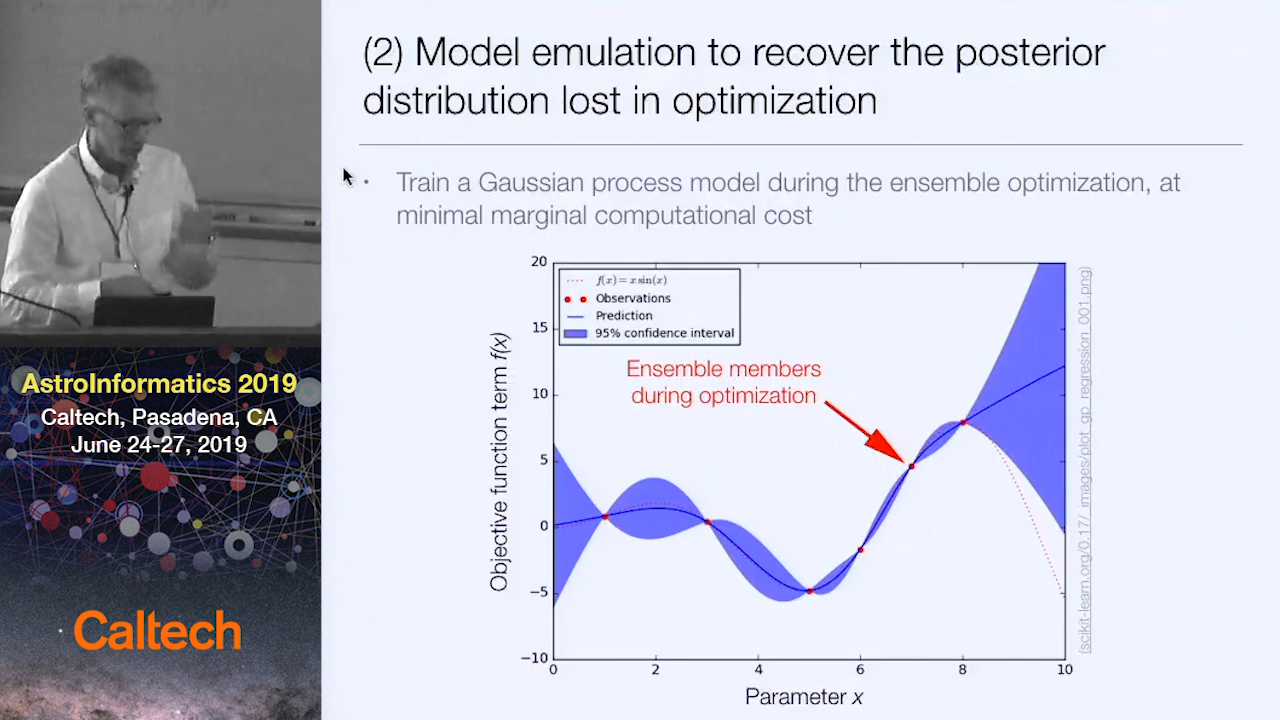 (2) Model emulation to recover the posterior
distribution lost in optimization
• Train a Gaussian process model during the ensemble optimization, at
minimal marginal computational cost
20
15
10
5
0
−5
−10
0 2 4 6 8 10
f(x) = x sin(x)
Observations
Prediction
95% confidence interval
Ensemble members
during optimization
Objective function term f(x)
Parameter x
(scikit-learn.org/0.17/_images/plot_gp_regression_001.png)
AstroInformatics 2019
Caltech, Pasadena, CA
June 24-27, 2019
Caltech